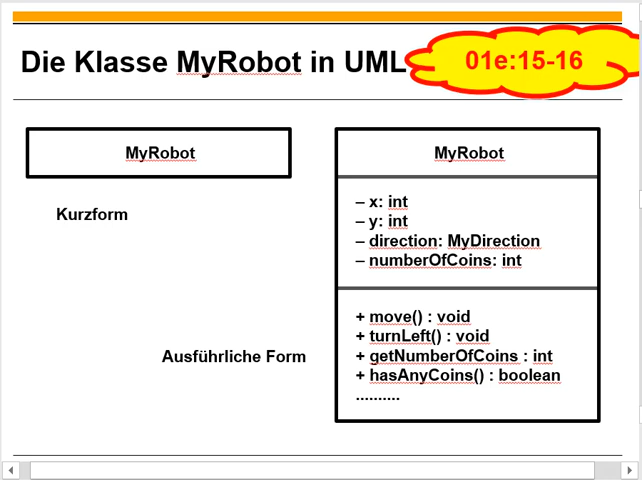 Die Klasse MyRobot in UML
01e:15-16
MyRobot
Kurzform
Ausführliche Form
MyRobot
– x: int
– y: int
– direction: MyDirection
– numberOfCoins: int
+ move() : void
+ turnLeft() : void
+ getNumberOfCoins : int
+ hasAnyCoins() : boolean
..........